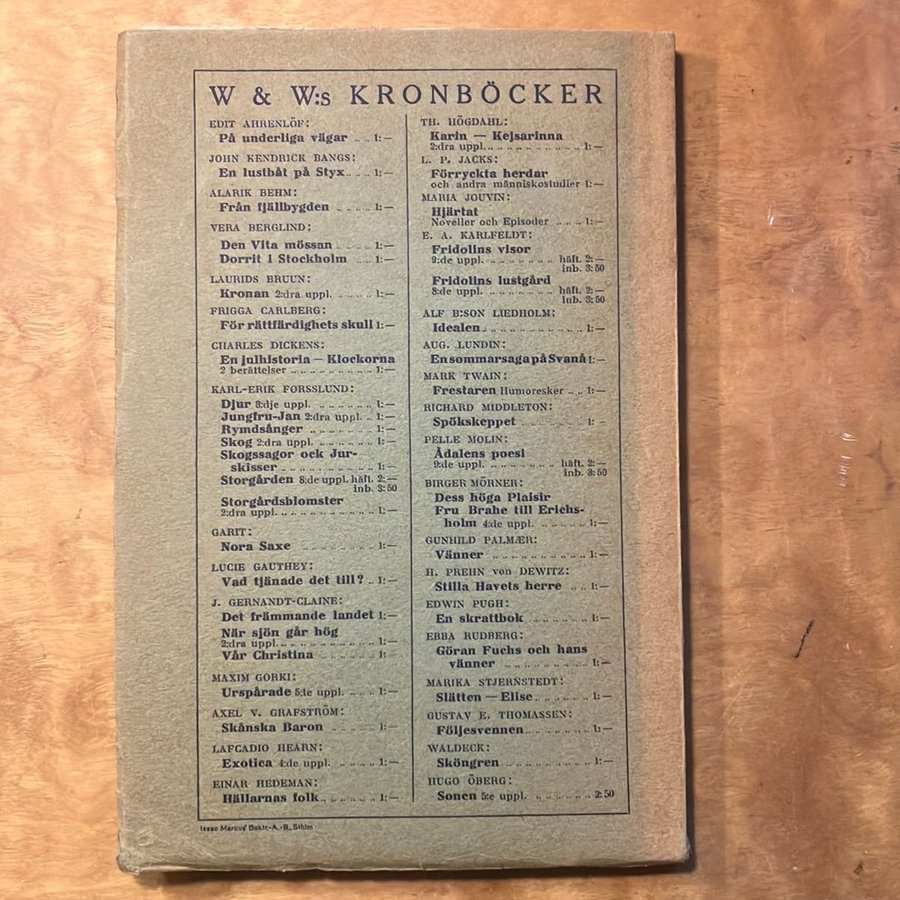 W & W:s KRONBÖCKER
EDIT AHRENLÖF:
På underliga vägar .. .. 1:—
JOHN KENDRICK BANGS:
En lustbåt på Styx.. .. 1:—
ALARIK BEHM:
Från fjällbygden .. .. .. 1:—
VERA BERGLIND:
Den Vita mössan .. .. .. 1:—
Dorrit i Stockholm .. .. 1:—
LAURIDS BRUUN:
Kronan 2:dra uppl. .. .. .. 1:—
FRIGGA CARLBERG:
För rättfärdighets skull 1:—
CHARLES DICKENS:
En julhistoria — Klockorna
2 berättelser .. .. .. .. .. .. 1:—
KARL-ERIK FORSSLUND:
Djur 3:dje uppl. .. .. .. .. 1:—
Jungfru-Jan 2:dra uppl. .. 1:—
Rymdsånger .. .. .. .. .. 1:—
Skog 2:dra uppl. .. .. .. .. 1:—
Skogssagor ock Jur-
skisser .. .. .. .. .. .. 1:—
Storgården 8:de uppl. häft. 2:—
inb. 3:50
Storgårdsblomster
2:dra uppl. .. .. .. .. .. .. 1:—
GARIT:
Nora Saxe .. .. .. .. .. 1:—
LUCIE GAUTHEY:
Vad tjänade det till? .. 1:—
J. GERNANDT-CLAINE:
Det främmande landet 1:—
När sjön går hög
2:dra uppl. .. .. .. .. .. .. 1:—
Vår Christina .. .. .. .. 1:—
MAXIM GORKI:
Urspårade 5:te uppl. .. .. .. 1:—
AXEL V. GRAFSTRÖM:
Skånska Baron .. .. .. 1:—
LAFCADIO HEARN:
Exotica 4:de uppl. .. .. .. 1:—
EINAR HEDEMAN:
Hällarnas folk .. .. .. .. 1:—
TH. HÖGDAHL:
Karin — Kejsarinna
2:dra uppl. .. .. .. .. .. .. 1:—
L. P. JACKS:
Förryckta herdar
och andra människostudier 1:—
MARIA JOUVIN:
Hjärtat
Noveller och Episoder .. .. .. 1:—
E. A. KARLFELDT:
Fridolins visor
9:de uppl. .. .. .. .. häft. 2:—
inb. 3:50
Fridolins lustgård
8:de uppl. .. .. .. .. häft. 2:—
inb. 3:50
ALF B:SON LIEDHOLM:
Idealen .. .. .. .. .. .. 1:—
AUG. LUNDIN:
En sommarsaga på Svanå 1:—
MARK TWAIN:
Frestaren Humoresker .. .. 1:—
RICHARD MIDDLETON:
Spökskeppet .. .. .. .. 1: —
PELLE MOLIN:
Ådalens poesi
9:de uppl. .. .. .. .. häft. 2:—
inb. 3:50
BIRGER MÖRNER:
Dess höga Plaisir
Fru Brahe till Erichs-
holm 4:de uppl. .. .. .. .. 1:—
GUNHILD PALMÆR:
Vänner .. .. .. .. .. .. 1:—
H. PREHN von DEWITZ:
Stilla Havets herre .. .. 1:—
EDWIN PUGH:
En skrattbok .. .. .. .. 1:—
EBBA RUDBERG:
Göran Fuchs och hans
vänner .. .. .. .. .. .. 1:—
MARIKA STJERNSTEDT:
Slätten — Elise .. .. .. .. 1:—
GUSTAV E. THOMASSEN:
Följesvennen .. .. .. .. 1:—
WALDECK:
Sköngren .. .. .. .. .. 1:—
HUGO ÖBERG:
Sonen 5:e uppl. .. .. .. .. 2:50
Isaac Marcus' Boktr.-A.-B., Sthlm